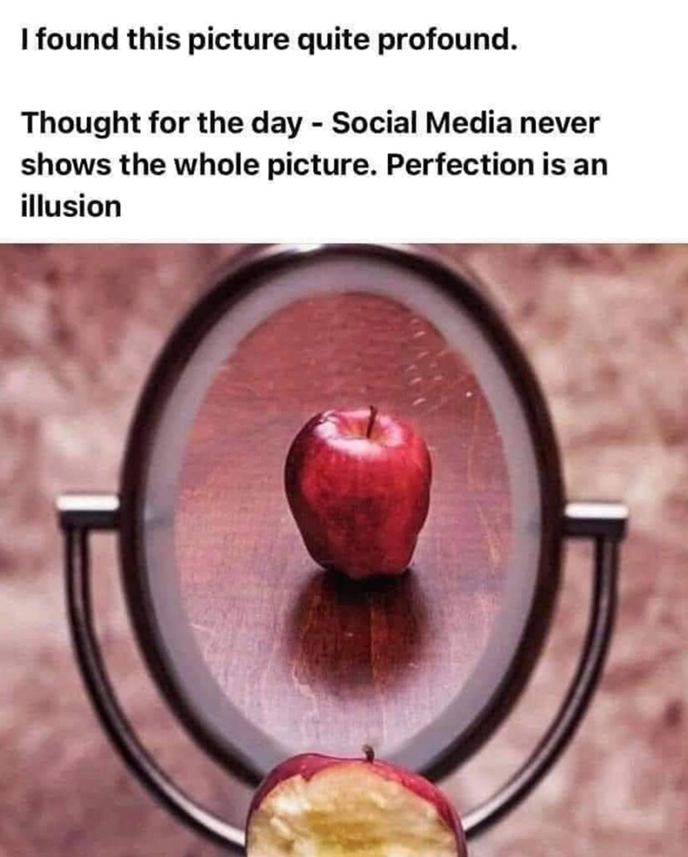 I found this picture quite profound.
Thought for the day - Social Media never
shows the whole picture. Perfection is an
illusion